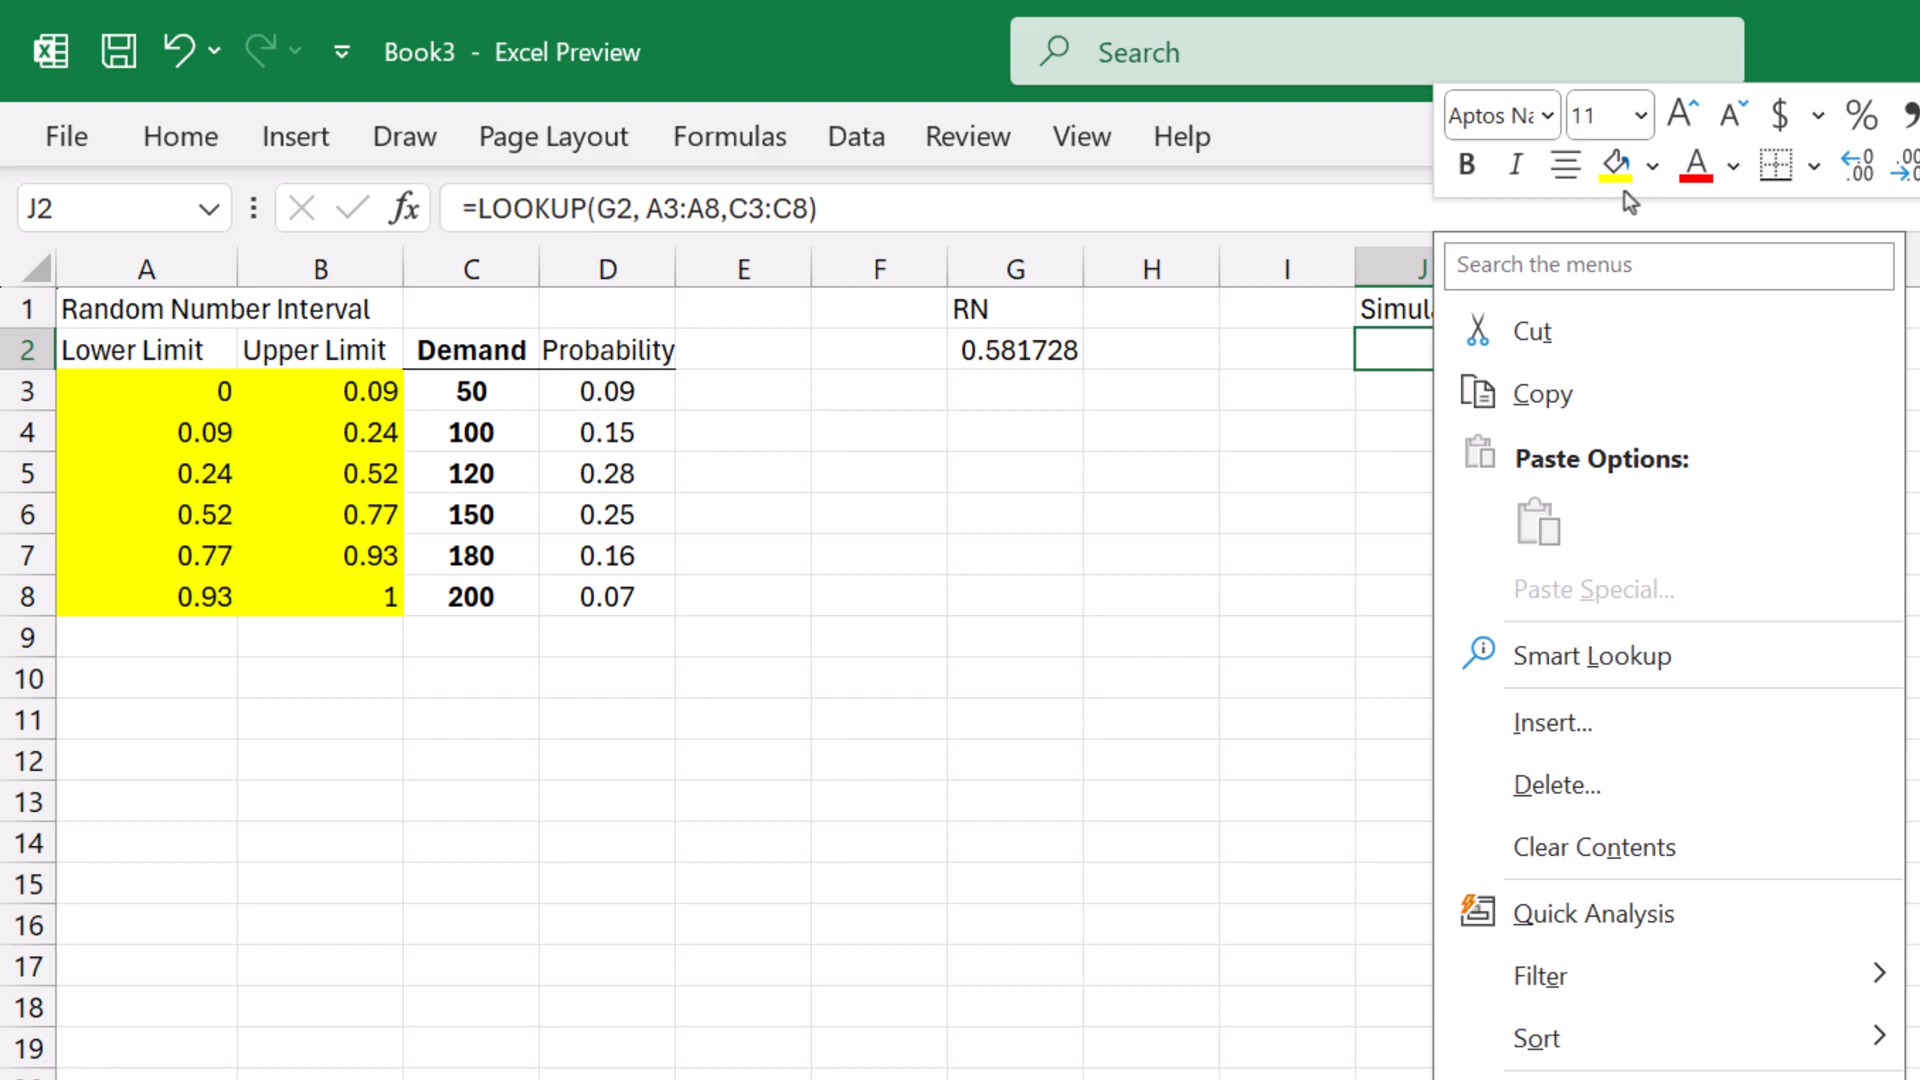 Book3 - Excel Preview
Search
File Home Insert Draw Page Layout Formulas Data Review View Help
11 $ %
B I A
J2 fx =LOOKUP(G2, A3:A8,C3:C8)
A B C D E F G H I J
1 Random Number Interval RN
2 Lower Limit Upper Limit Demand Probability 0.581728
3 0 0.09 50 0.09
4 0.09 0.24 100 0.15
5 0.24 0.52 120 0.28
6 0.52 0.77 150 0.25
7 0.77 0.93 180 0.16
8 0.93 1 200 0.07
9
10
11
12
13
14
15
16
17
18
19
Search the menus
Cut
Copy
Paste Options:
Paste Special...
Smart Lookup
Insert...
Delete...
Clear Contents
Quick Analysis
Filter
Sort